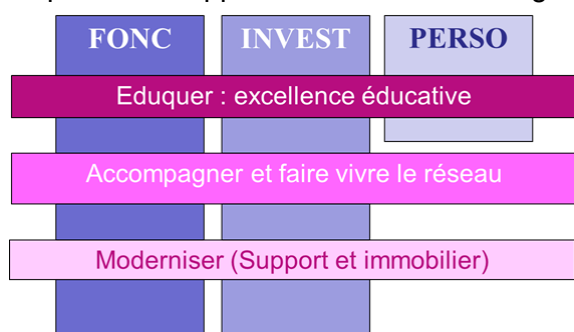 FONC INVEST PERSO
Eduquer : excellence éducative
Accompagner et faire vivre le réseau
Moderniser (Support et immobilier)